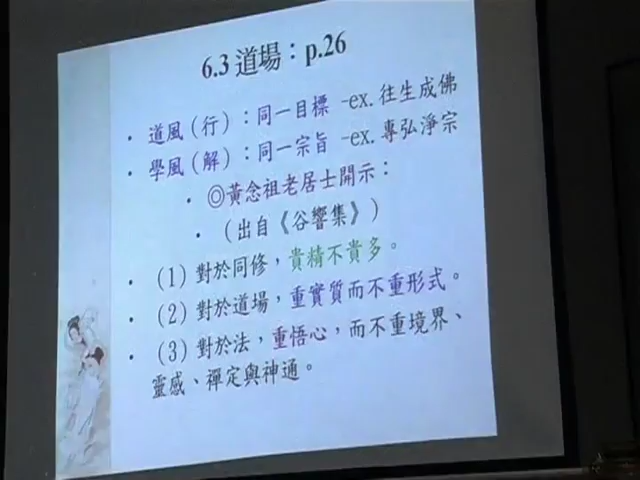 6.3 道場：p.26
• 道風（行）：同一目標 -ex. 往生成佛
• 學風（解）：同一宗旨 -ex. 專弘淨宗
• ◎黃念祖老居士開示：
• （出自《谷響集》）
• （1）對於同修，貴精不貴多。
• （2）對於道場，重實質而不重形式。
• （3）對於法，重悟心，而不重境界、
靈感、禪定與神通。